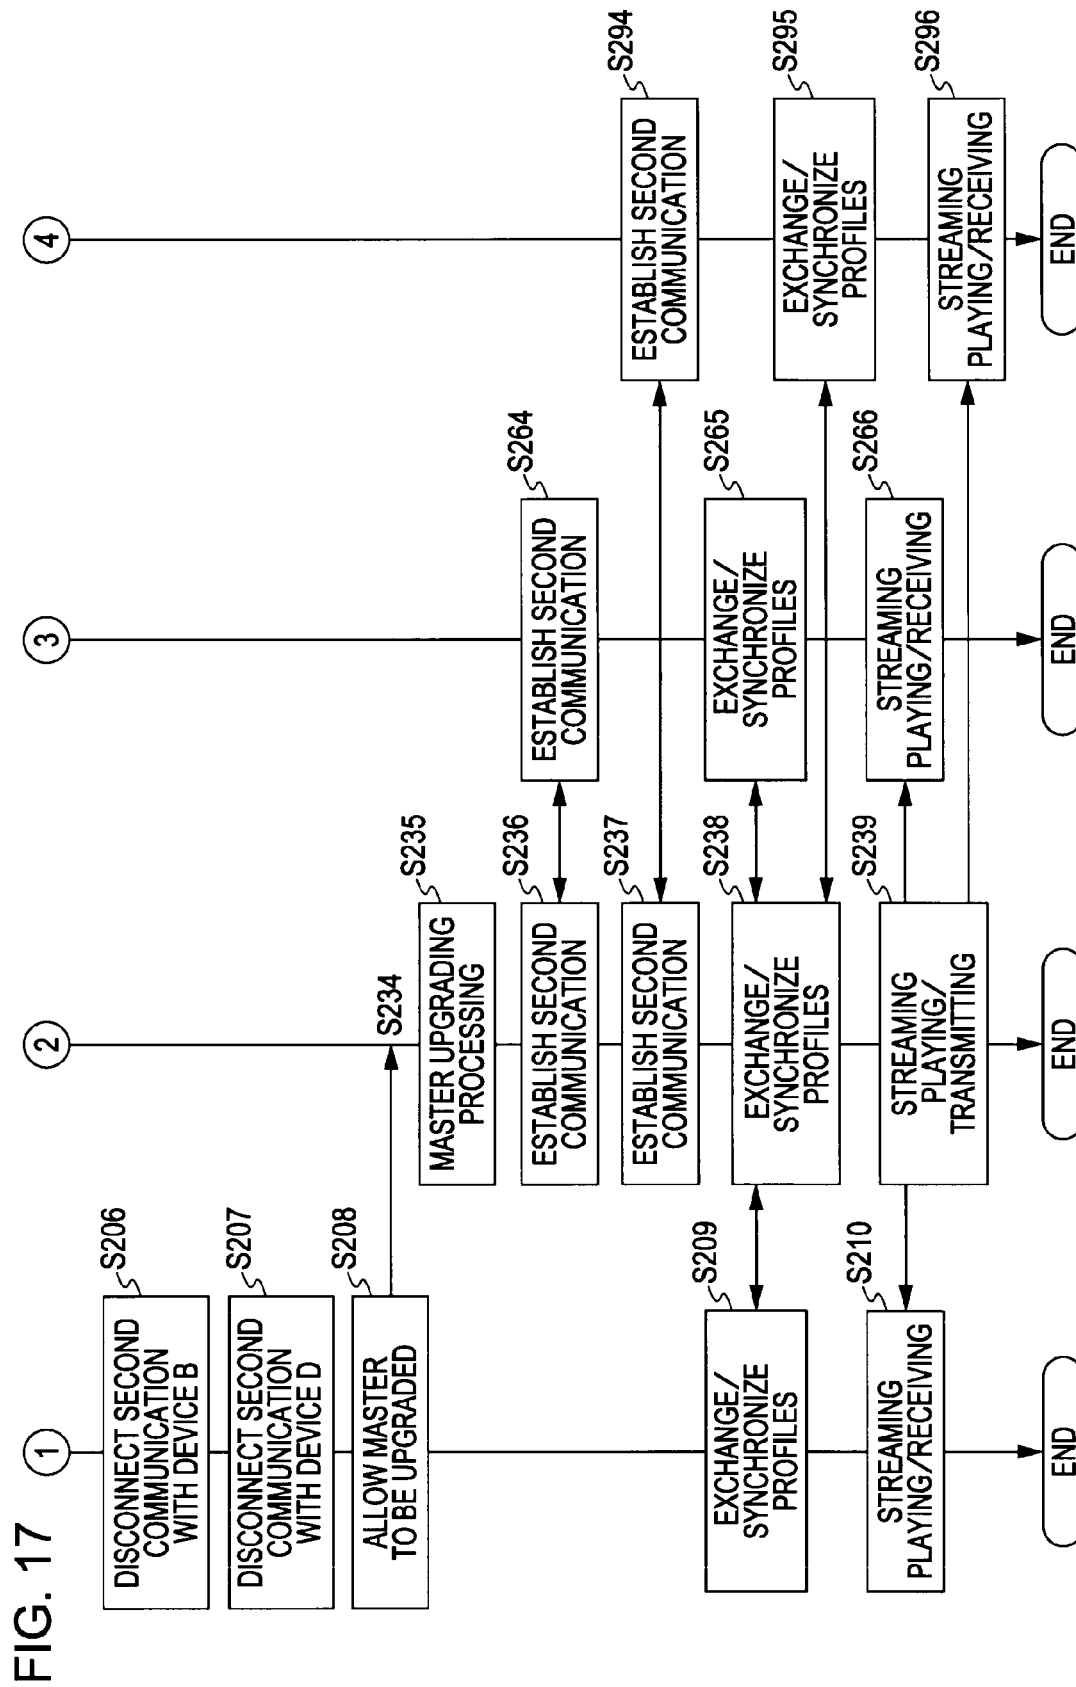 FIG. 17
1
DISCONNECT SECOND
COMMUNICATION
WITH DEVICE B
S206
DISCONNECT SECOND
COMMUNICATION
WITH DEVICE D
S207
ALLOW MASTER
TO BE UPGRADED
S208
EXCHANGE/
SYNCHRONIZE
PROFILES
S209
STREAMING
PLAYING/RECEIVING
S210
END
2
S234
MASTER UPGRADING
PROCESSING
S235
ESTABLISH SECOND
COMMUNICATION
S236
ESTABLISH SECOND
COMMUNICATION
S237
EXCHANGE/
SYNCHRONIZE
PROFILES
S238
STREAMING
PLAYING/
TRANSMITTING
S239
END
3
ESTABLISH SECOND
COMMUNICATION
S264
EXCHANGE/
SYNCHRONIZE
PROFILES
S265
STREAMING
PLAYING/RECEIVING
S266
END
4
ESTABLISH SECOND
COMMUNICATION
S294
EXCHANGE/
SYNCHRONIZE
PROFILES
S295
STREAMING
PLAYING/RECEIVING
S296
END